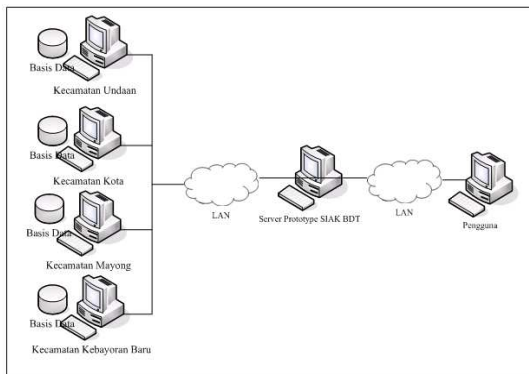 Basis Data
Kecamatan Undaan
Basis Data
Kecamatan Kota
Basis Data
Kecamatan Mayong
Basis Data
Kecamatan Kebayoran Baru
LAN
Server Prototype SIAK BDT
LAN
Pengguna